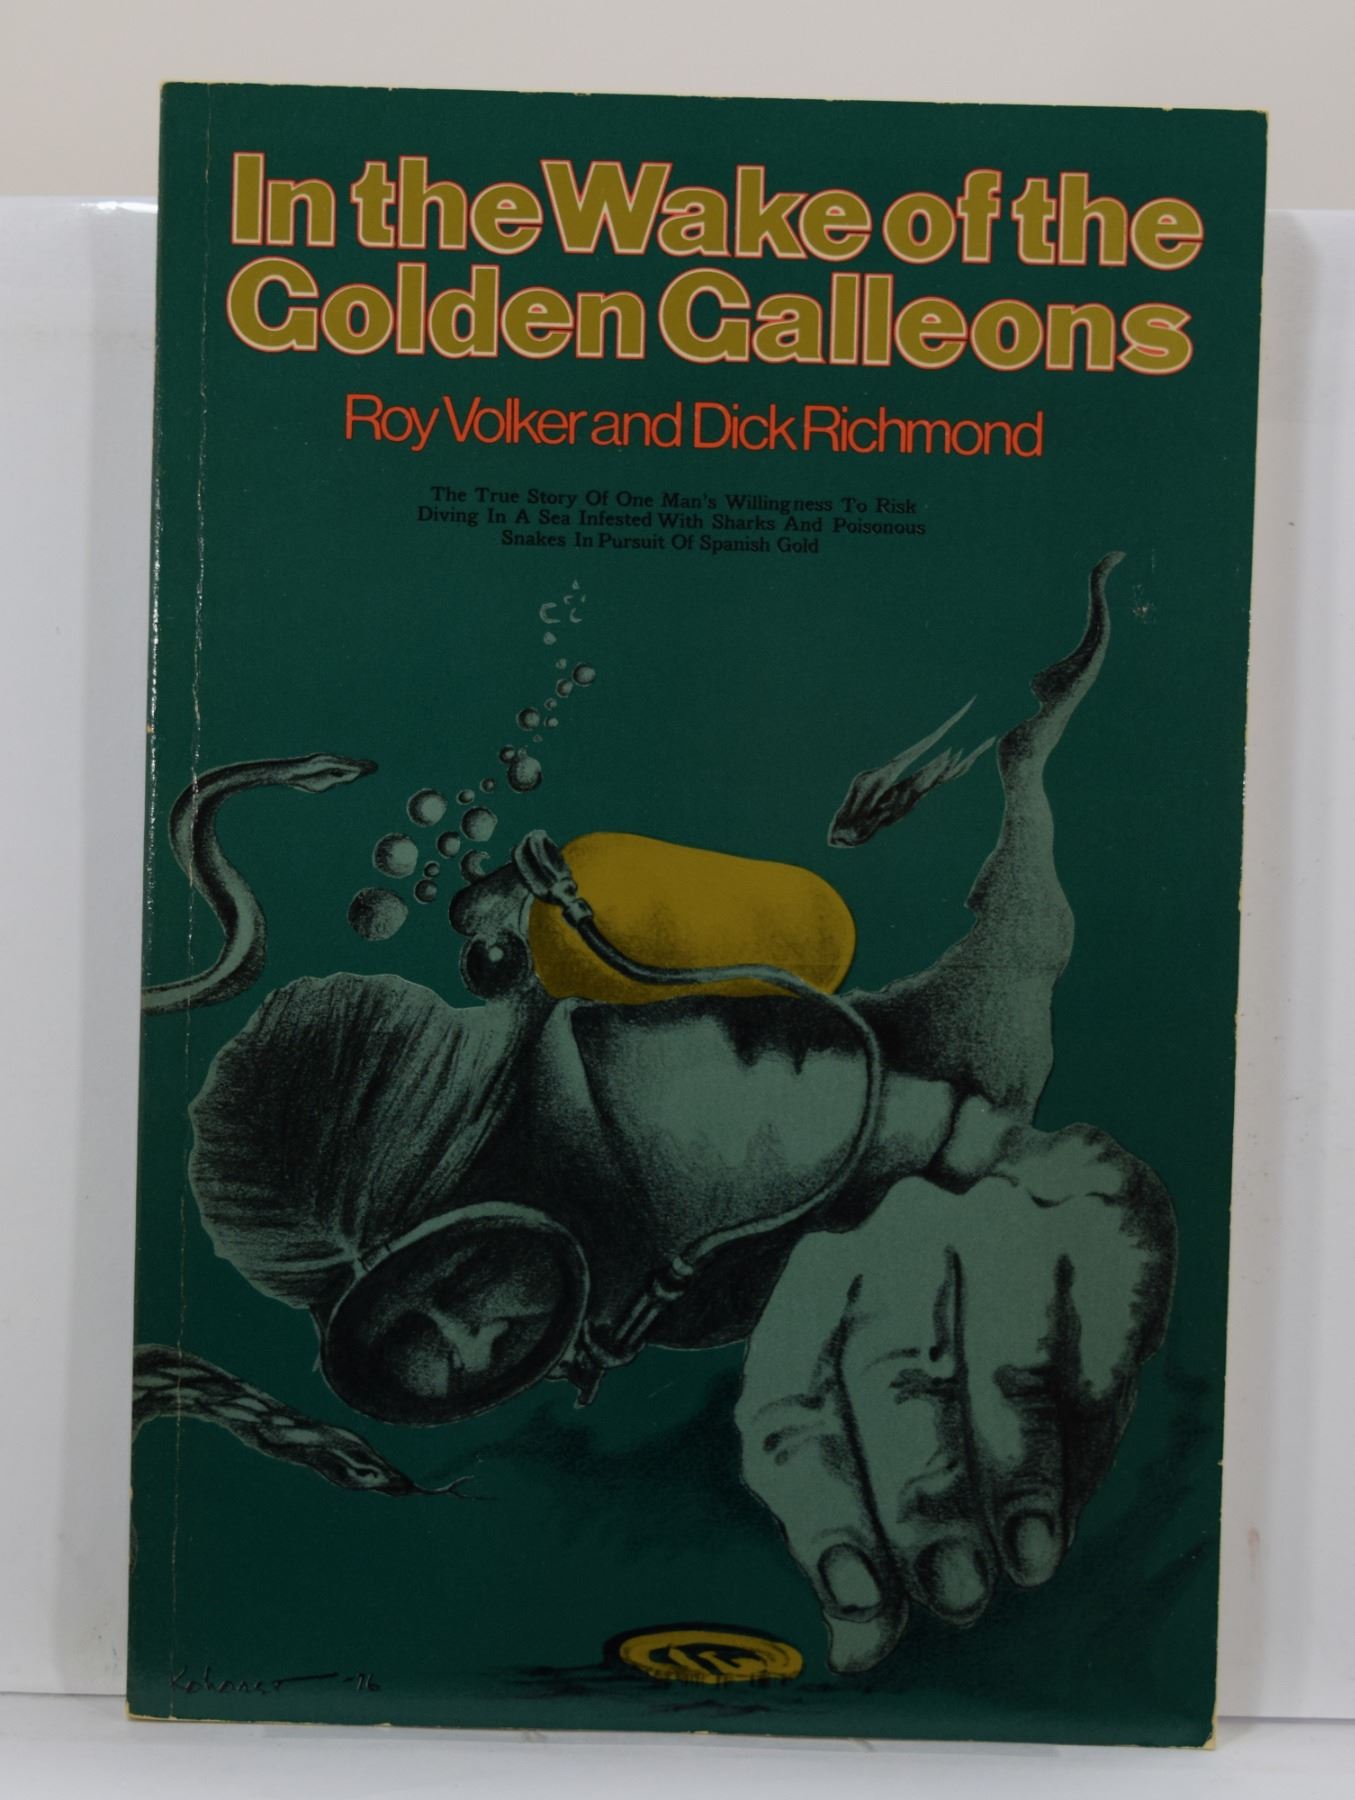 In the Wake of the
Golden Galleons
Roy Volker and Dick Richmond
The True Story Of One Man's Willingness To Risk
Diving In A Sea Infested With Sharks And Poisonous
Snakes In Pursuit Of Spanish Gold
-76